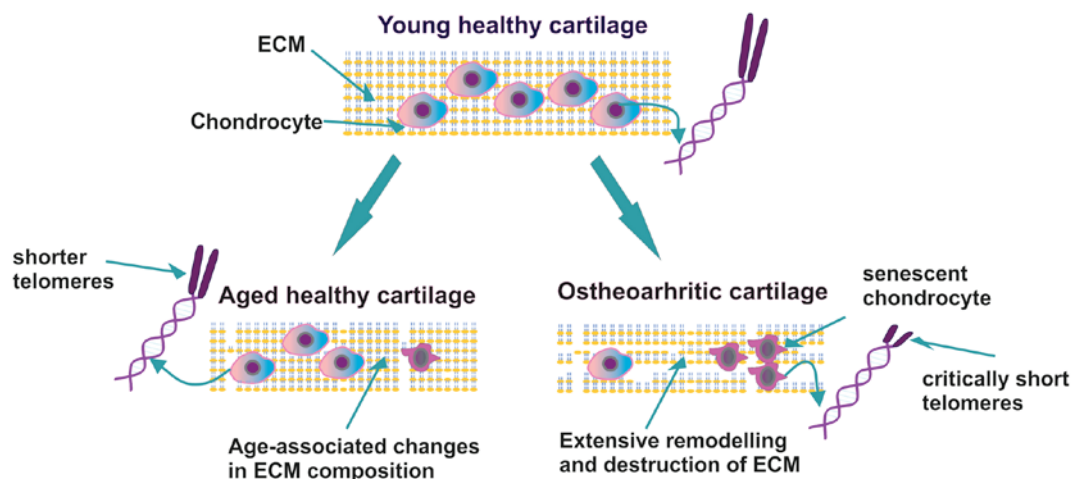 Young healthy cartilage
ECM
Chondrocyte
shorter
telomeres
Aged healthy cartilage
Age-associated changes
in ECM composition
Ostheoarhritic cartilage
senescent
chondrocyte
critically short
telomeres
Extensive remodelling
and destruction of ECM